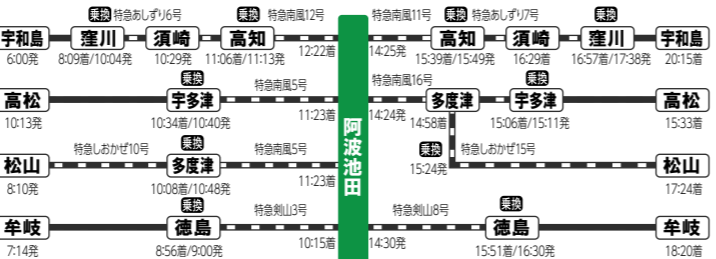 乗換 特急あしずり6号 乗換 特急南風12号
宇和島 窪川 須崎 高知
6:00発 8:09着/10:04発 10:29発 11:06着/11:13発 12:22着
乗換 特急南風5号
高松 宇多津
10:13発 10:34着/10:40発 11:23着
特急しおかぜ10号 乗換 特急南風5号
松山 多度津
8:10発 10:08着/10:48発 11:23着
乗換 特急剣山3号
牟岐 徳島
7:14発 8:56着/9:00発 10:15着
阿波池田
特急南風11号 乗換 特急あしずり7号 乗換
高知 須崎 窪川 宇和島
14:25発 15:39着/15:49発 16:29着 16:57着/17:38発 20:15着
特急南風16号 乗換
多度津 宇多津 高松
14:24発 14:58着 15:06着/15:11発 15:33着
乗換 特急しおかぜ15号
15:24発 松山
17:24着
特急剣山8号 乗換
徳島 牟岐
14:30発 15:51着/16:30発 18:20着